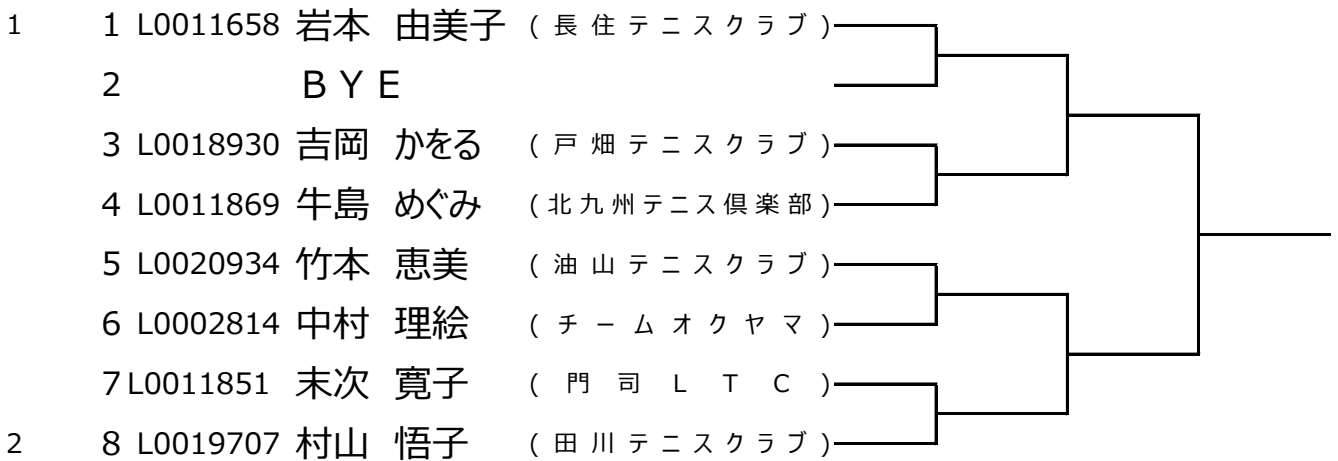 1 1 L0011658 岩本 由美子 (長住テニスクラブ)
2 BYE
3 L0018930 吉岡 かをる (戸畑テニスクラブ)
4 L0011869 牛島 めぐみ (北九州テニス倶楽部)
5 L0020934 竹本 恵美 (油山テニスクラブ)
6 L0002814 中村 理絵 (チームオクヤマ)
7 L0011851 末次 寛子 (門司LTC)
2 8 L0019707 村山 悟子 (田川テニスクラブ)